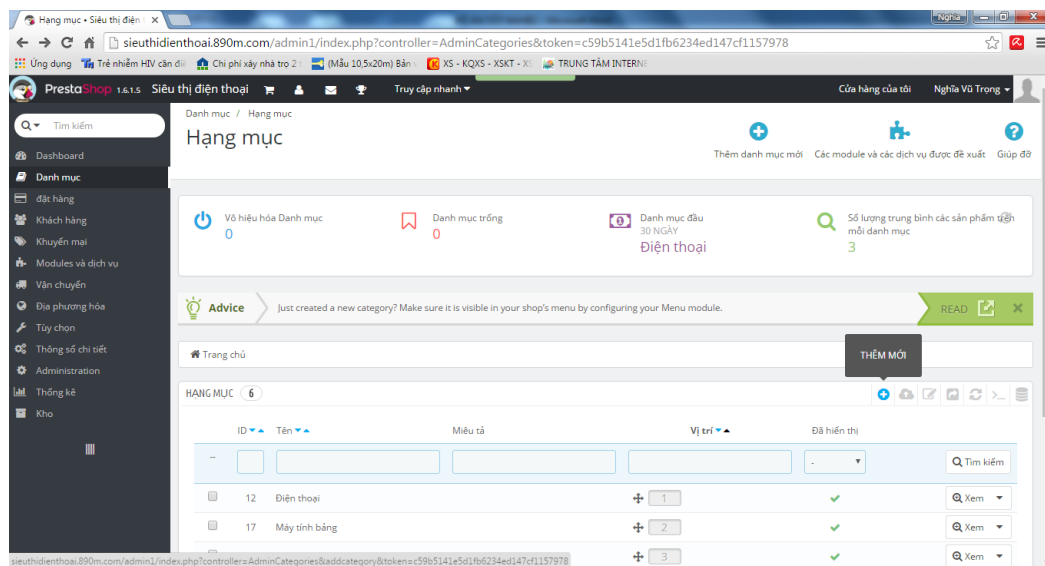 Hạng mục • Siêu thị điện t
Nghĩa
sieuthidienthoai.890m.com/admin1/index.php?controller=AdminCategories&token=c59b5141e5d1fb6234ed147cf1157978
Ứng dụng Trẻ nhiễm HIV cần đi Chi phí xây nhà trọ 2 t (Mẫu 10,5x20m) Bản v XS - KQXS - XSKT - XS TRUNG TÂM INTERNE
PrestaShop 1.6.1.5 Siêu thị điện thoại Truy cập nhanh Cửa hàng của tôi Nghĩa Vũ Trọng
Tìm kiếm
Dashboard
Danh mục
đặt hàng
Khách hàng
Khuyến mại
Modules và dịch vụ
Vận chuyển
Địa phương hóa
Tùy chọn
Thông số chi tiết
Administration
Thống kê
Kho
Danh mục / Hạng mục
Hạng mục
Thêm danh mục mới Các module và các dịch vụ được đề xuất Giúp đỡ
Vô hiệu hóa Danh mục
0
Danh mục trống
0
Danh mục đầu
30 NGÀY
Điện thoại
Số lượng trung bình các sản phẩm trên
mỗi danh mục
3
Advice Just created a new category? Make sure it is visible in your shop's menu by configuring your Menu module. READ
Trang chủ
THÊM MỚI
HẠNG MỤC 6
ID Tên Miêu tả Vị trí Đã hiển thị
-- - Tìm kiếm
12 Điện thoại 1 Xem
17 Máy tính bảng 2 Xem
3 Xem
sieuthidienthoai.890m.com/admin1/index.php?controller=AdminCategories&addcategory&token=c59b5141e5d1fb6234ed147cf1157978